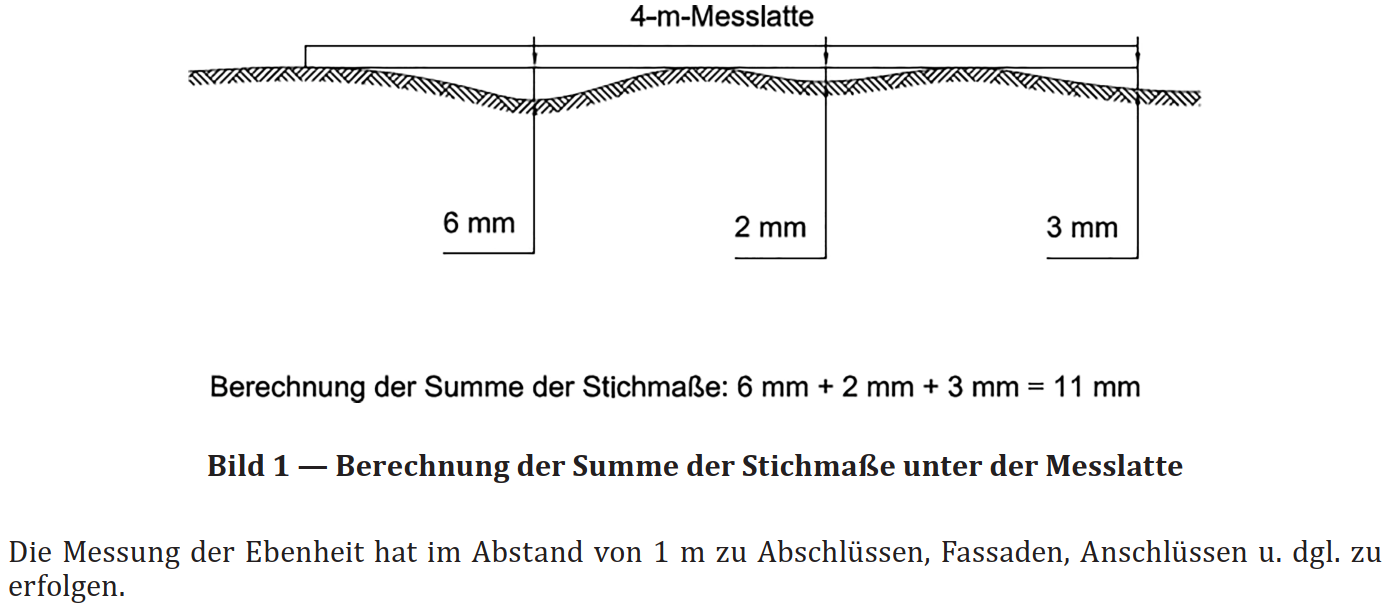 4-m-Messlatte
6 mm
2 mm
3 mm
Berechnung der Summe der Stichmaße: 6 mm + 2 mm + 3 mm = 11 mm
Bild 1 — Berechnung der Summe der Stichmaße unter der Messlatte
Die Messung der Ebenheit hat im Abstand von 1 m zu Abschlüssen, Fassaden, Anschlüssen u. dgl. zu
erfolgen.